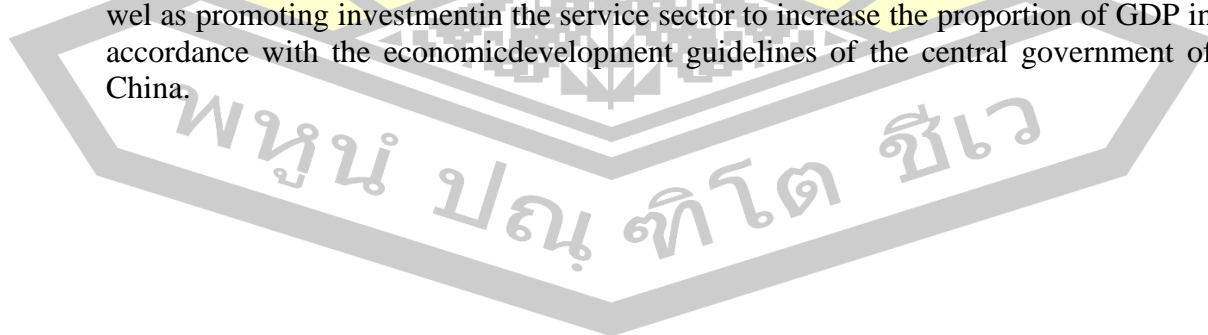 wel as promoting investmentin the service sector to increase the proportion of GDP in
accordance with the economicdevelopment guidelines of the central government of
China.
พหูนํ ปณฺฑิโต ชีเว